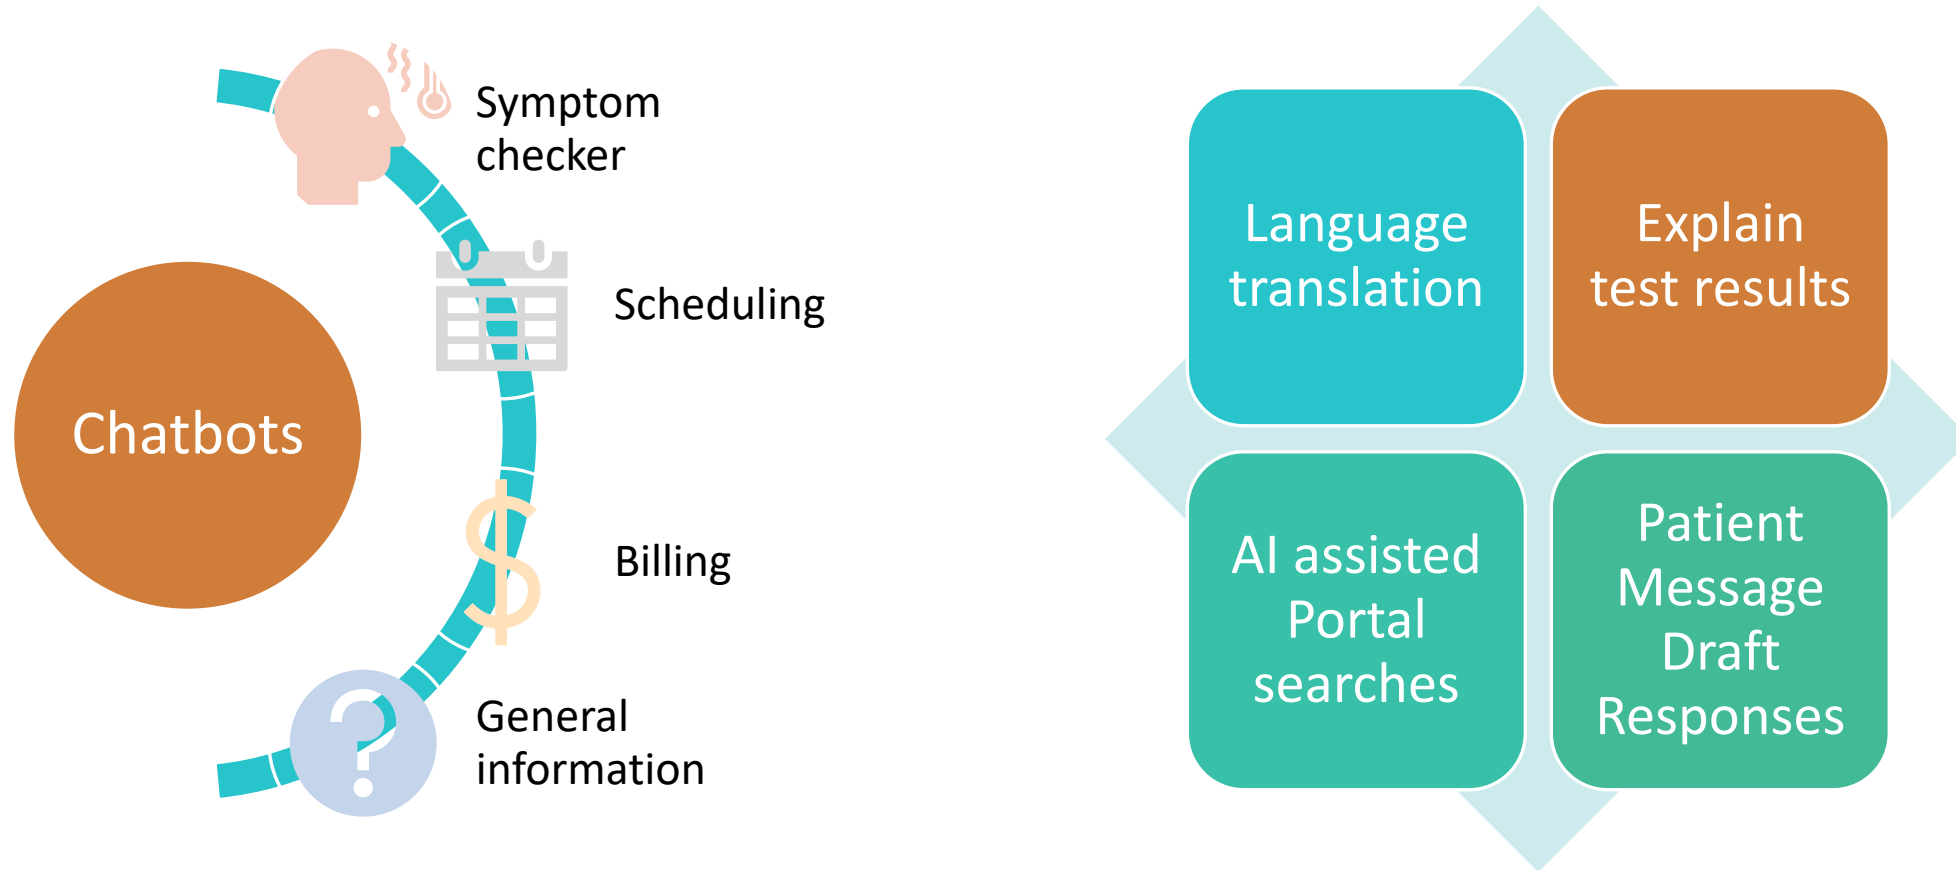 Chatbots
Symptom
checker
Scheduling
Billing
General
information
Language
translation
Explain
test results
AI assisted
Portal
searches
Patient
Message
Draft
Responses